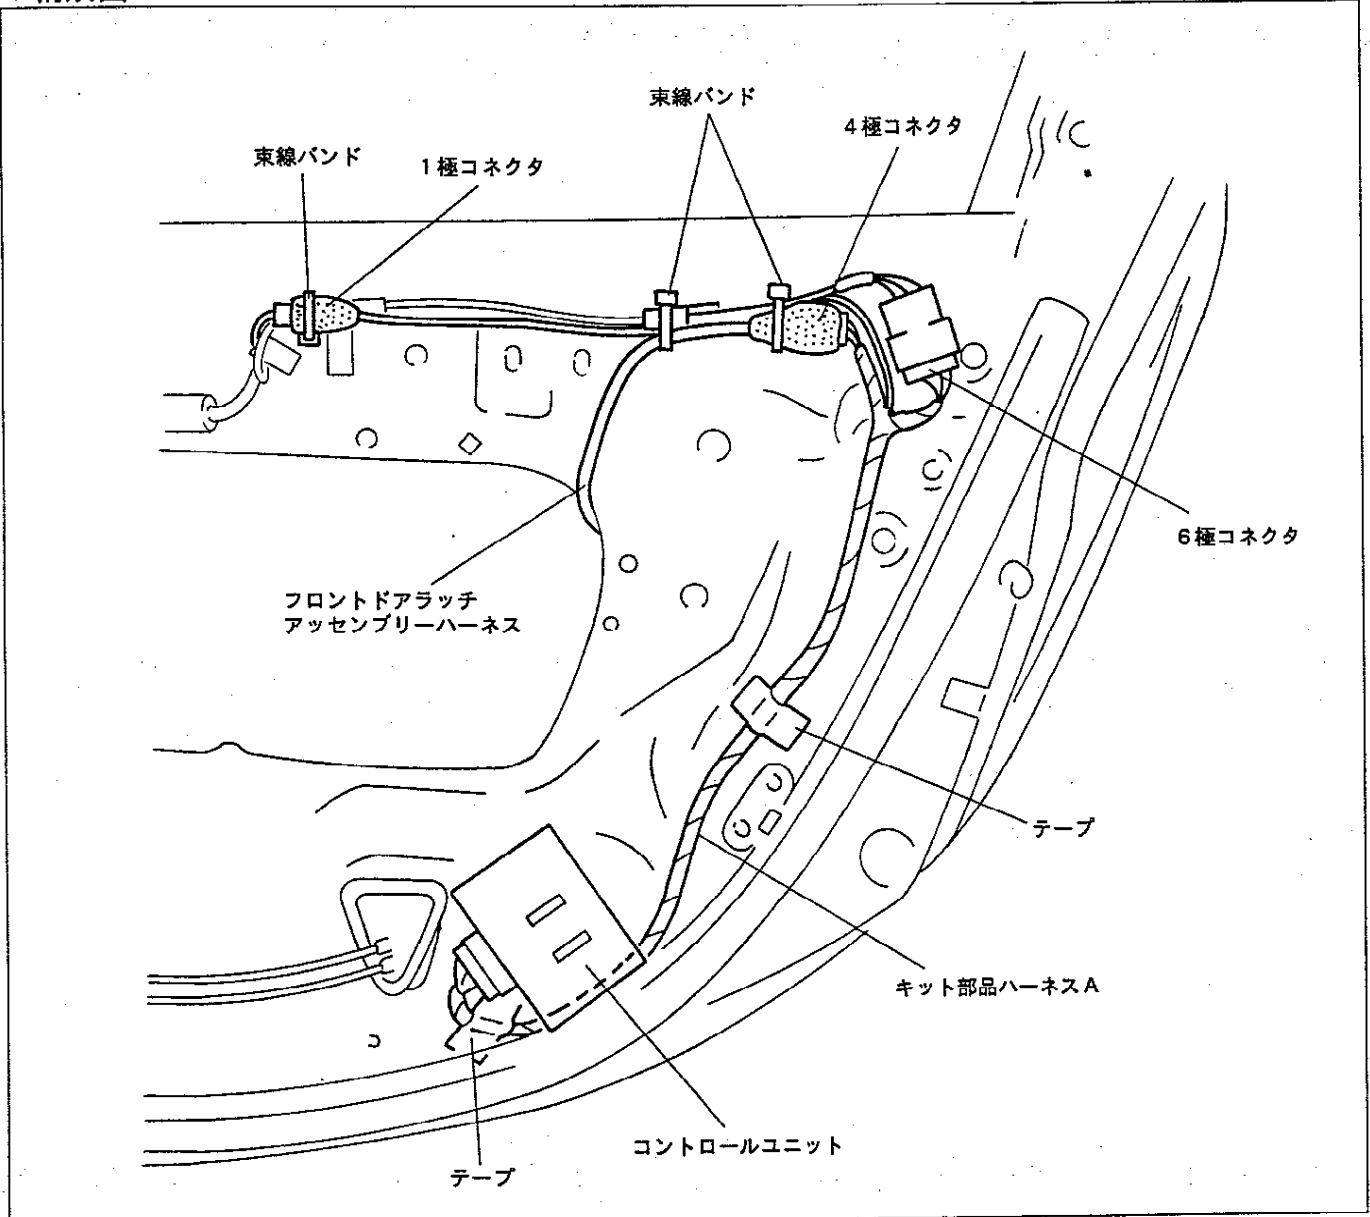 束線バンド
4極コネクタ
束線バンド
1極コネクタ
6極コネクタ
フロントドアラッチ
アッセンブリーハーネス
テープ
キット部品ハーネスA
コントロールユニット
テープ